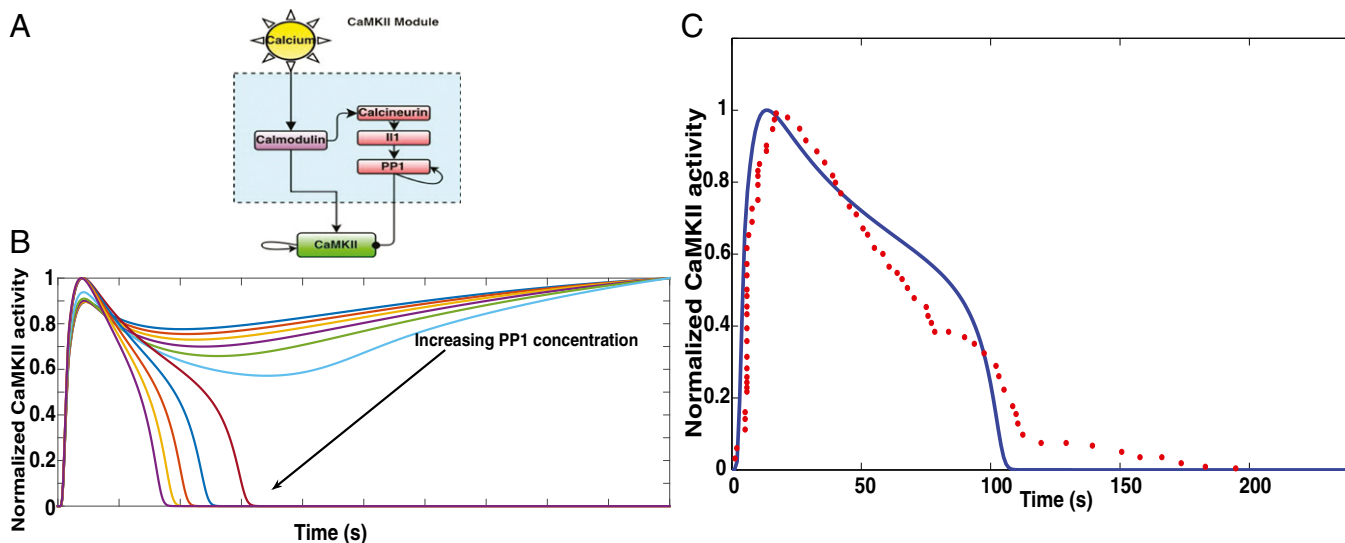 A
CaMKII Module
Calcium
Calmodulin
Calcineurin
II1
PP1
CaMKII
B
Normalized CaMKII activity
1
0.8
0.6
0.4
0.2
0
Increasing PP1 concentration
Time (s)
C
Normalized CaMKII activity
1
0.8
0.6
0.4
0.2
0
0 50 100 150 200
Time (s)